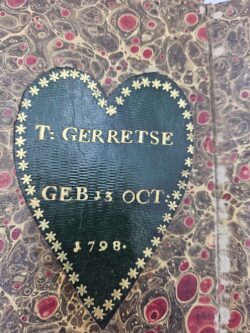 T: GERRETSE
GEB 13 OCT.
1798.